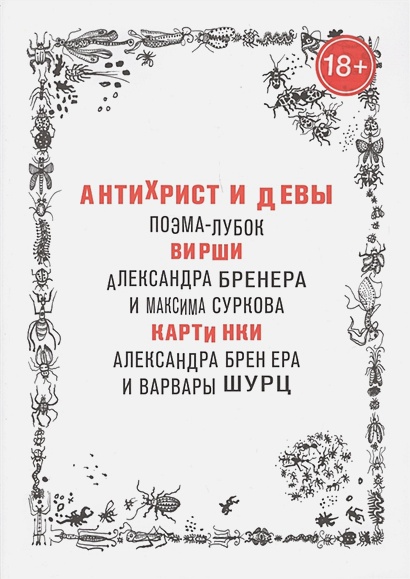 18+
АНТИХРИСТ И ДЕВЫ
ПОЭМА-ЛУБОК
ВИРШИ
АЛЕКСАНДРА БРЕНЕРА
И МАКСИМА СУРКОВА
КАРТИНКИ
АЛЕКСАНДРА БРЕНЕРА
И ВАРВАРЫ ШУРЦ